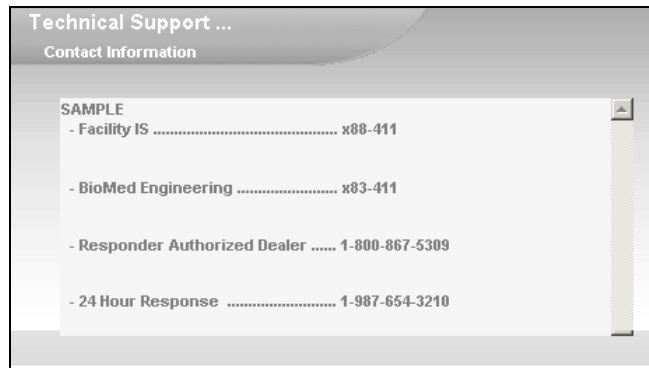 Technical Support ...
Contact Information
SAMPLE
- Facility IS ............................................ x88-411
- BioMed Engineering ........................ x83-411
- Responder Authorized Dealer ...... 1-800-867-5309
- 24 Hour Response .......................... 1-987-654-3210